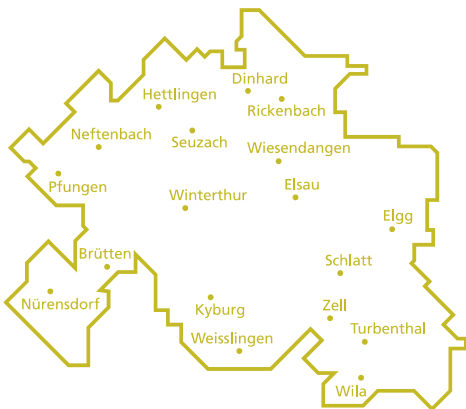 Dinhard
Hettlingen
Rickenbach
Seuzach
Neftenbach
Wiesendangen
Pfungen
Elsau
Winterthur
Elgg
Brütten
Schlatt
Nürensdorf
Kyburg
Zell
Weisslingen
Turbenthal
Wila